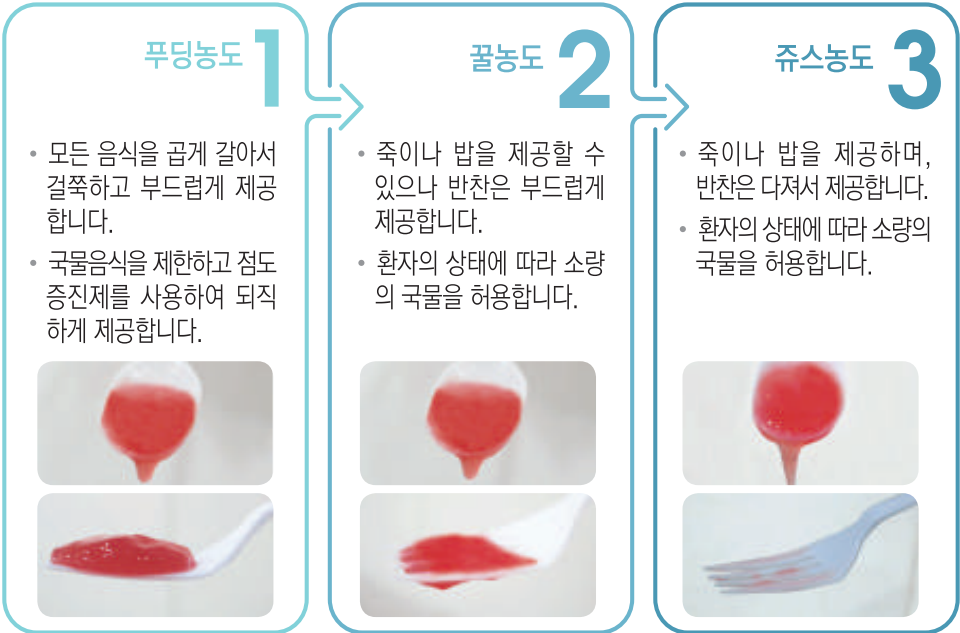 푸딩농도 1
• 모든 음식을 곱게 갈아서
걸쭉하고 부드럽게 제공
합니다.
• 국물음식을 제한하고 점도
증진제를 사용하여 되직
하게 제공합니다.
꿀농도 2
• 죽이나 밥을 제공할 수
있으나 반찬은 부드럽게
제공합니다.
• 환자의 상태에 따라 소량
의 국물을 허용합니다.
쥬스농도 3
• 죽이나 밥을 제공하며,
반찬은 다져서 제공합니다.
• 환자의 상태에 따라 소량의
국물을 허용합니다.